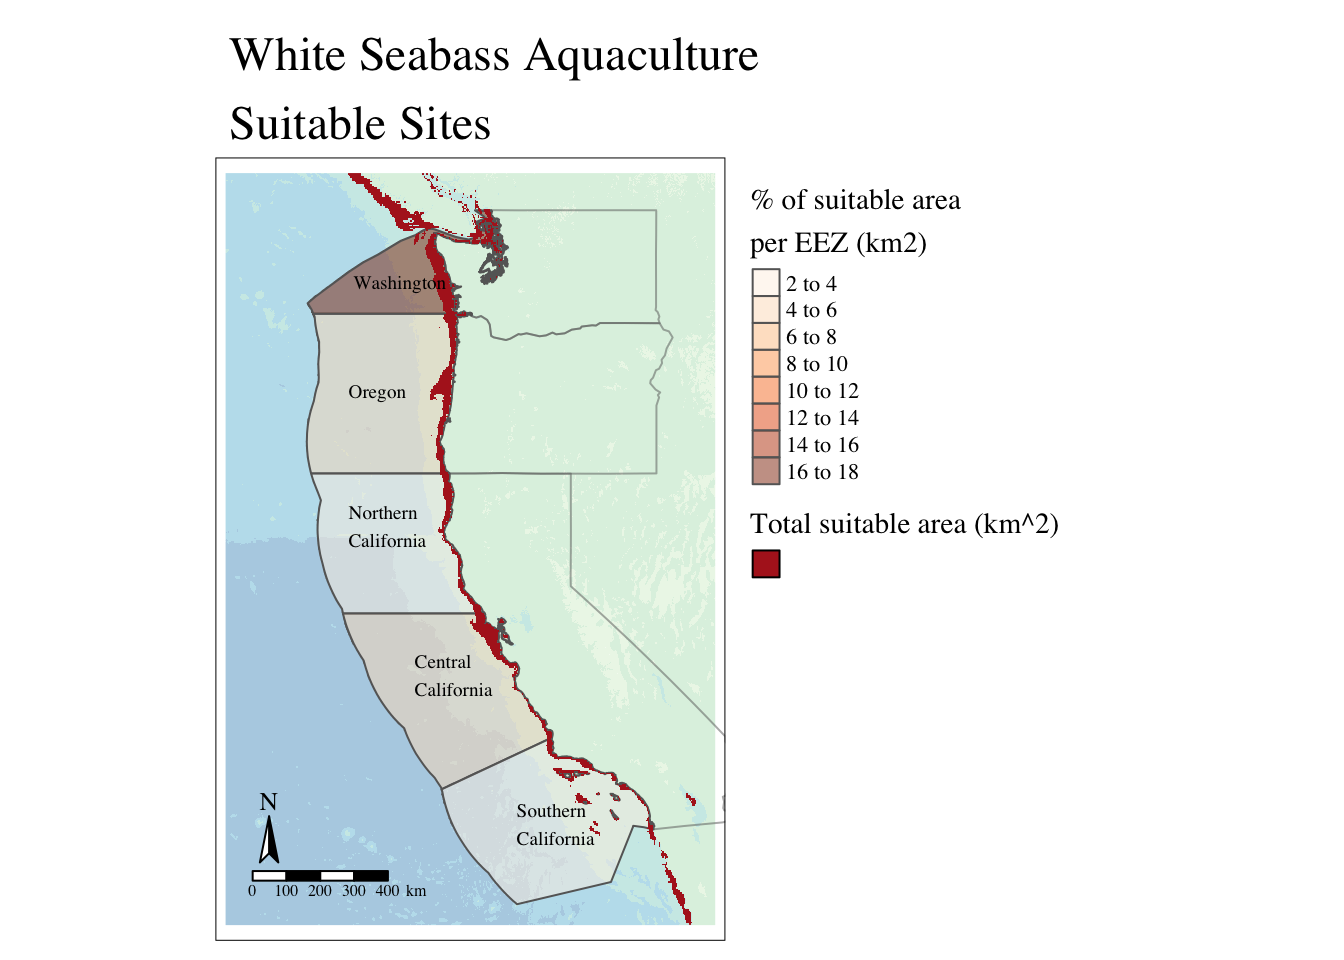 White Seabass Aquaculture
Suitable Sites
% of suitable area
per EEZ (km2)
2 to 4
4 to 6
6 to 8
8 to 10
10 to 12
12 to 14
14 to 16
16 to 18
Total suitable area (km^2)
Washington
Oregon
Northern
California
Central
California
Southern
California
N
0 100 200 300 400 km